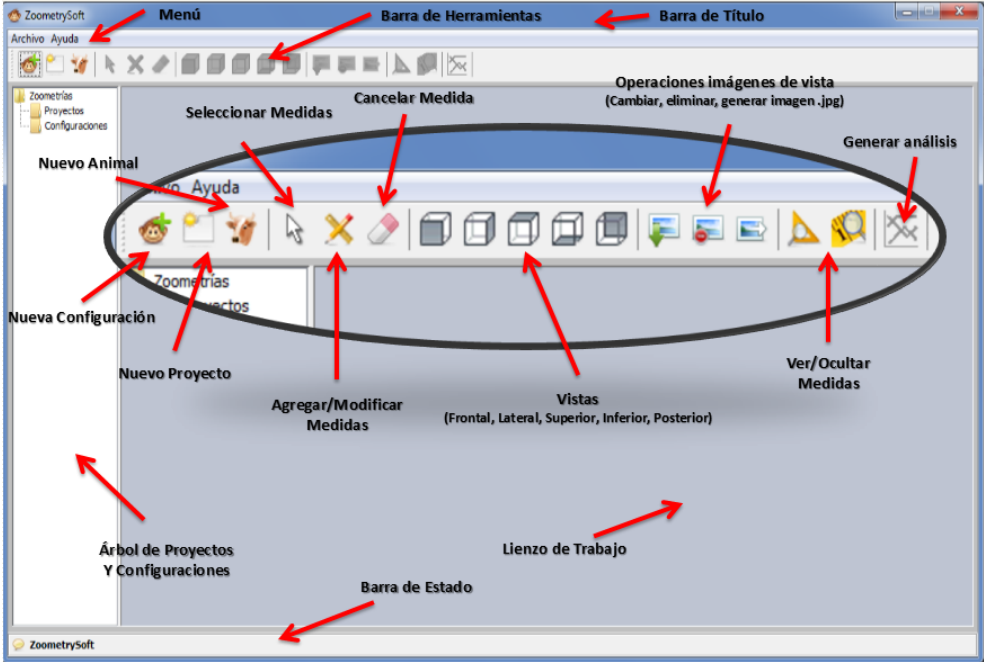 ZoometrySoft
Menú
Barra de Herramientas
Barra de Título
Archivo Ayuda
Zoometrías
Proyectos
Configuraciones
Operaciones imágenes de vista
(Cambiar, eliminar, generar imagen .jpg)
Cancelar Medida
Seleccionar Medidas
Generar análisis
Nuevo Animal
Ayuda
Zoometrías
Nueva Configuración
Nuevo Proyecto
Ver/Ocultar
Medidas
Agregar/Modificar
Medidas
Vistas
(Frontal, Lateral, Superior, Inferior, Posterior)
Árbol de Proyectos
Y Configuraciones
Lienzo de Trabajo
Barra de Estado
ZoometrySoft